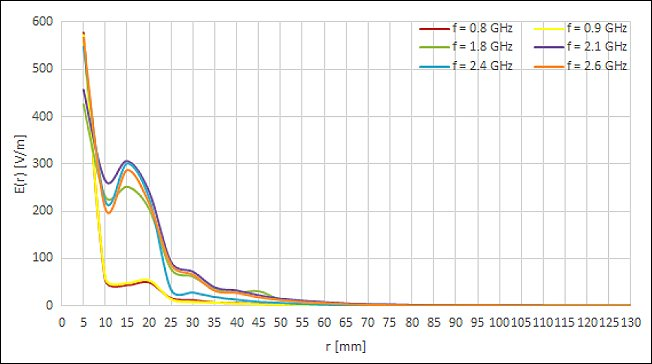 600
500
400
300
200
100
0
E(r) [V/m]
f = 0.8 GHz
f = 0.9 GHz
f = 1.8 GHz
f = 2.1 GHz
f = 2.4 GHz
f = 2.6 GHz
0 5 10 15 20 25 30 35 40 45 50 55 60 65 70 75 80 85 90 95 100 105 110 115 120 125 130
r [mm]